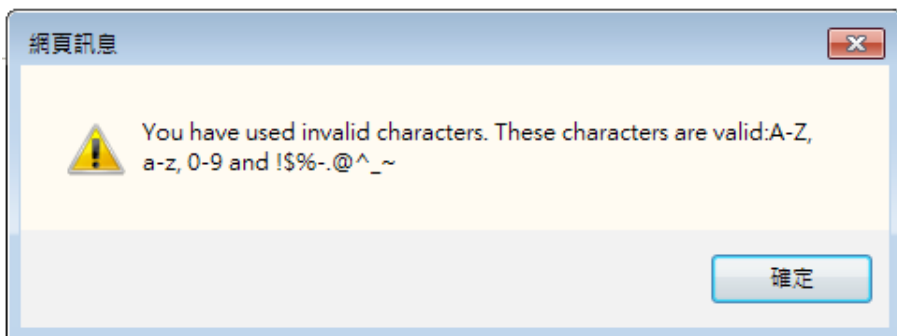 網頁訊息
You have used invalid characters. These characters are valid:A-Z,
a-z, 0-9 and !$%-.@^_~
確定